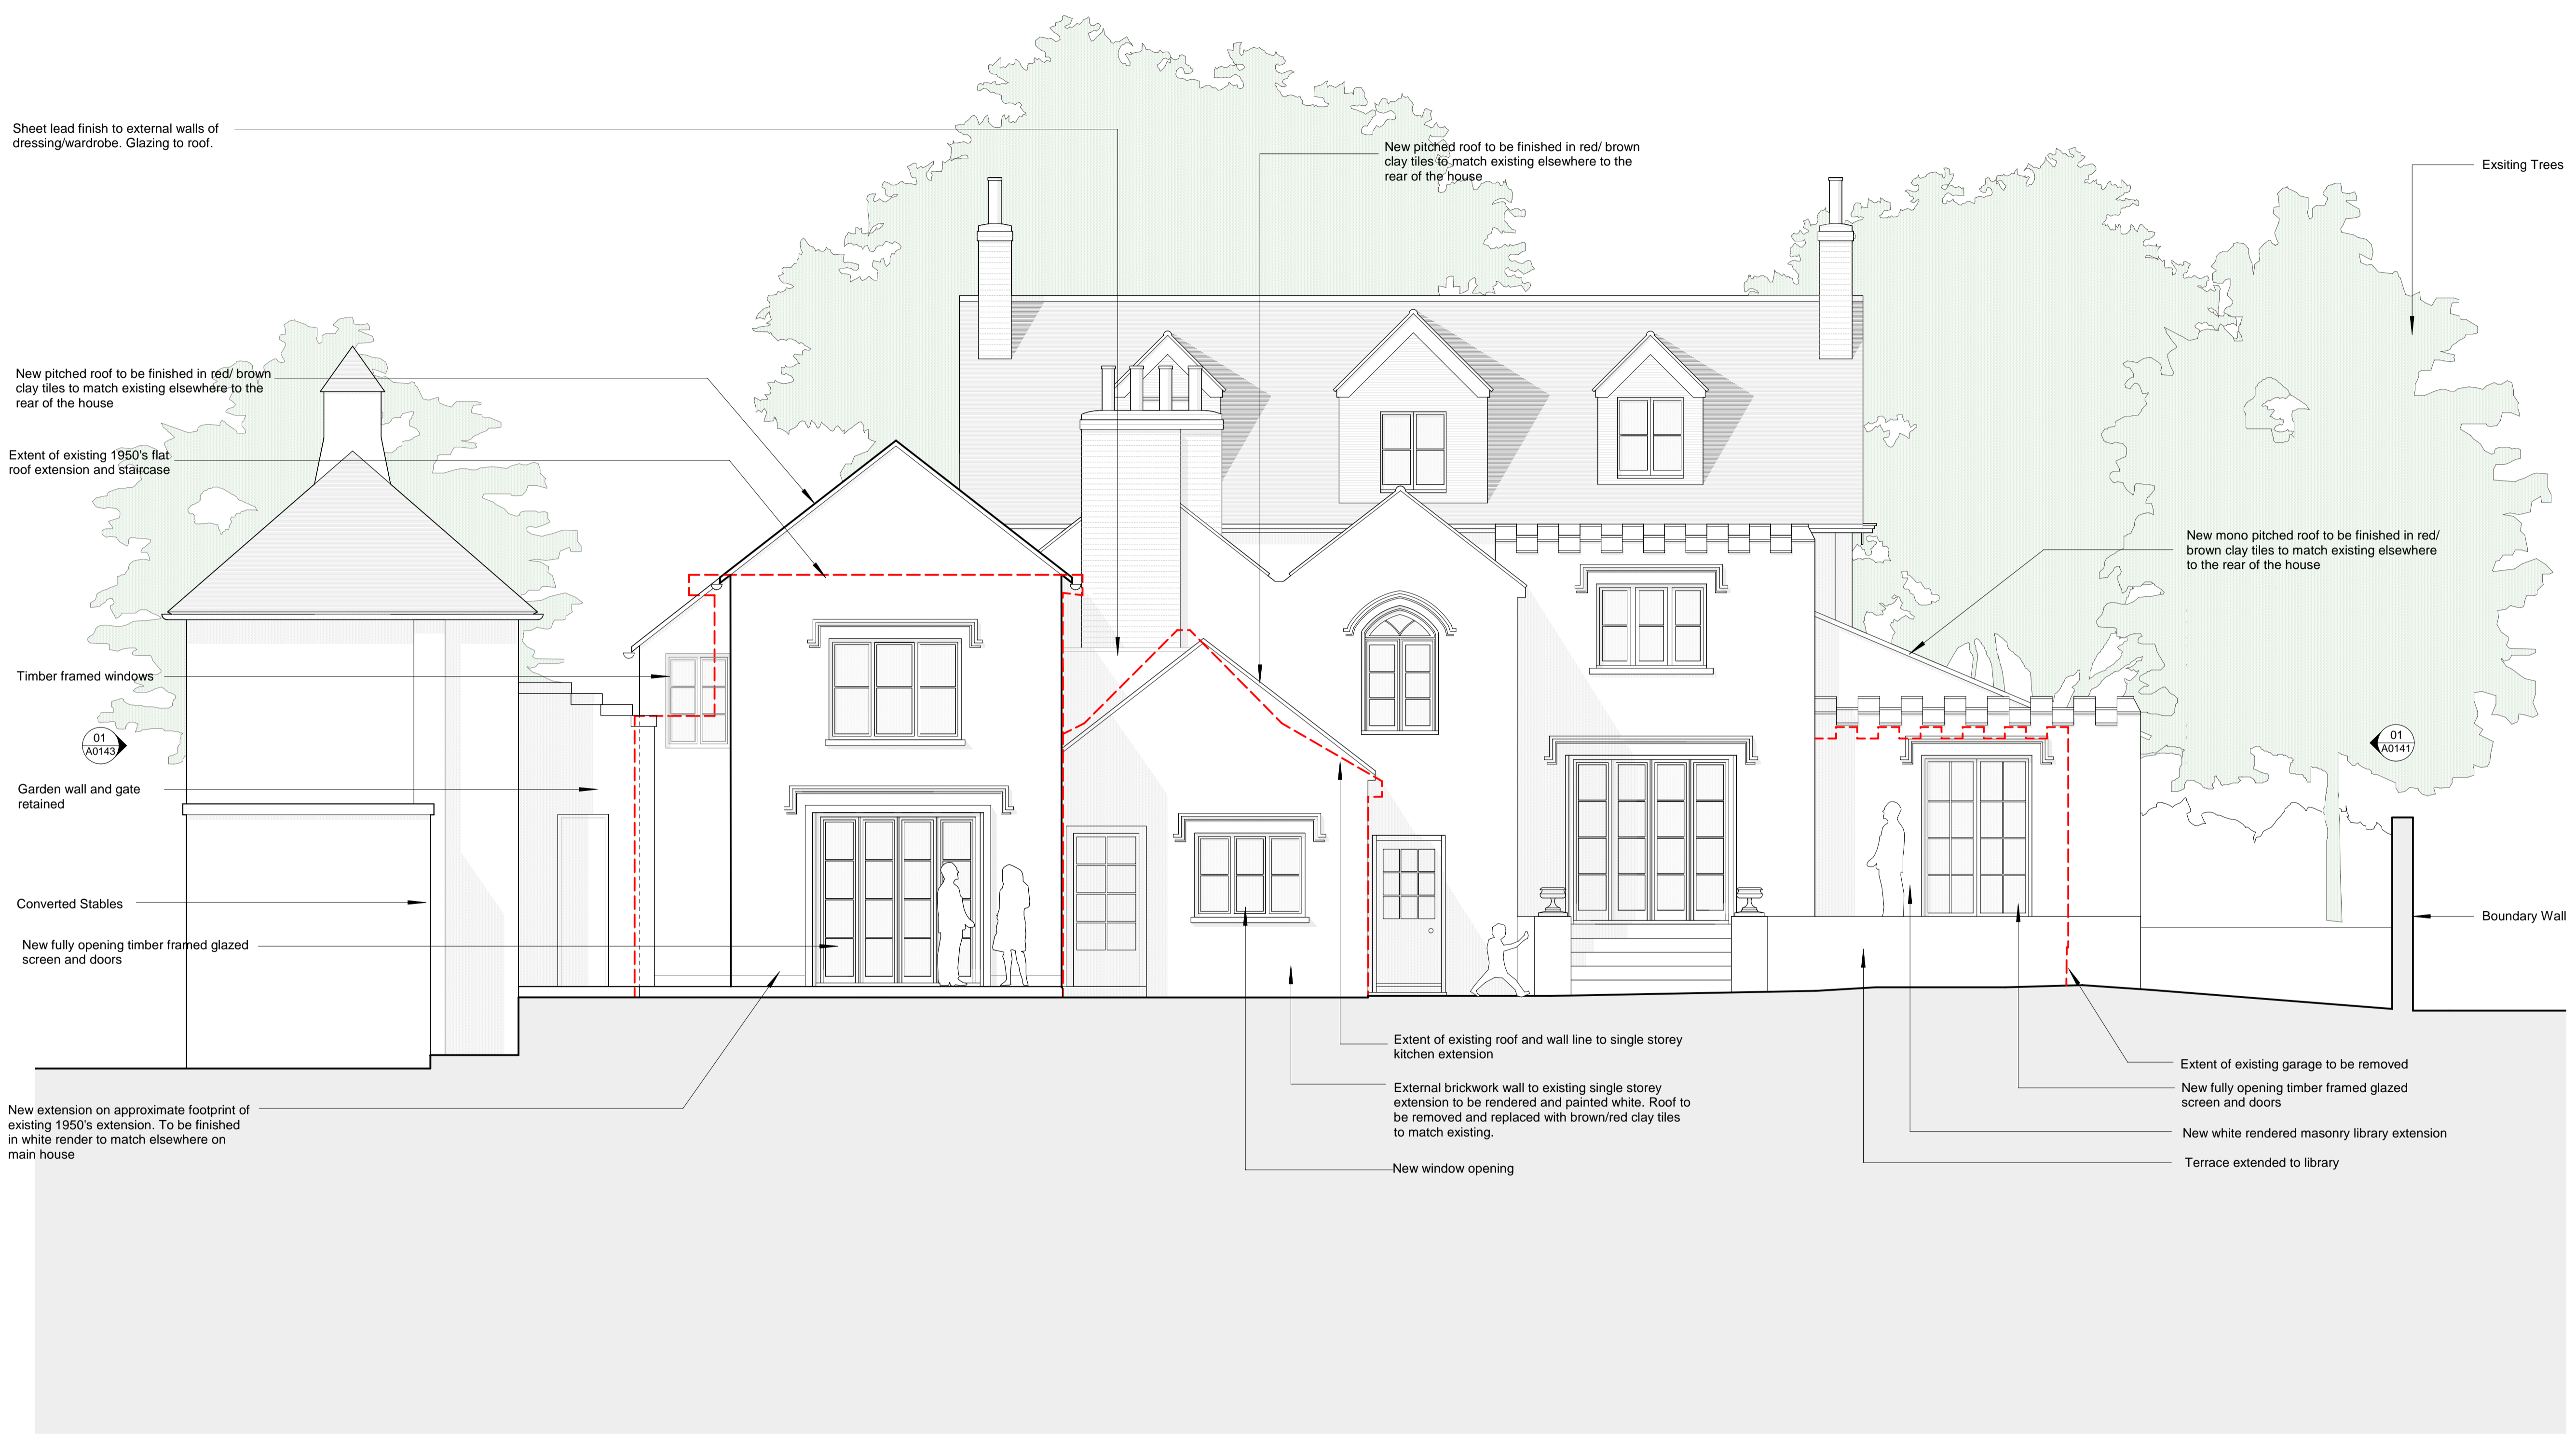 Sheet lead finish to external walls of
dressing/wardrobe. Glazing to roof.
New pitched roof to be finished in red/ brown
clay tiles to match existing elsewhere to the
rear of the house
Exsiting Trees
New pitched roof to be finished in red/ brown
clay tiles to match existing elsewhere to the
rear of the house
Extent of existing 1950's flat
roof extension and staircase
New mono pitched roof to be finished in red/
brown clay tiles to match existing elsewhere
to the rear of the house
Timber framed windows
01
A0143
01
A0141
Garden wall and gate
retained
Converted Stables
Boundary Wall
New fully opening timber framed glazed
screen and doors
Extent of existing roof and wall line to single storey
kitchen extension
Extent of existing garage to be removed
External brickwork wall to existing single storey
extension to be rendered and painted white. Roof to
be removed and replaced with brown/red clay tiles
to match existing.
New fully opening timber framed glazed
screen and doors
New extension on approximate footprint of
existing 1950's extension. To be finished
in white render to match elsewhere on
main house
New white rendered masonry library extension
New window opening
Terrace extended to library